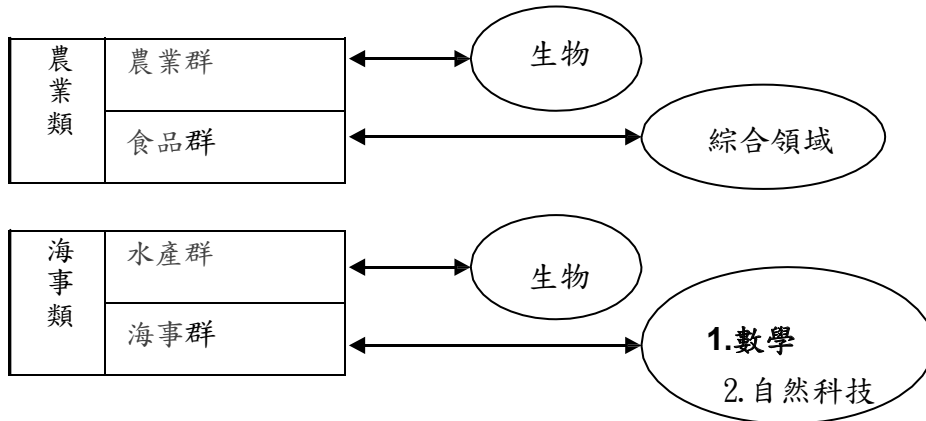 農業類
農業群
生物
食品群
綜合領域
海事類
水產群
生物
海事群
1.數學
2.自然科技